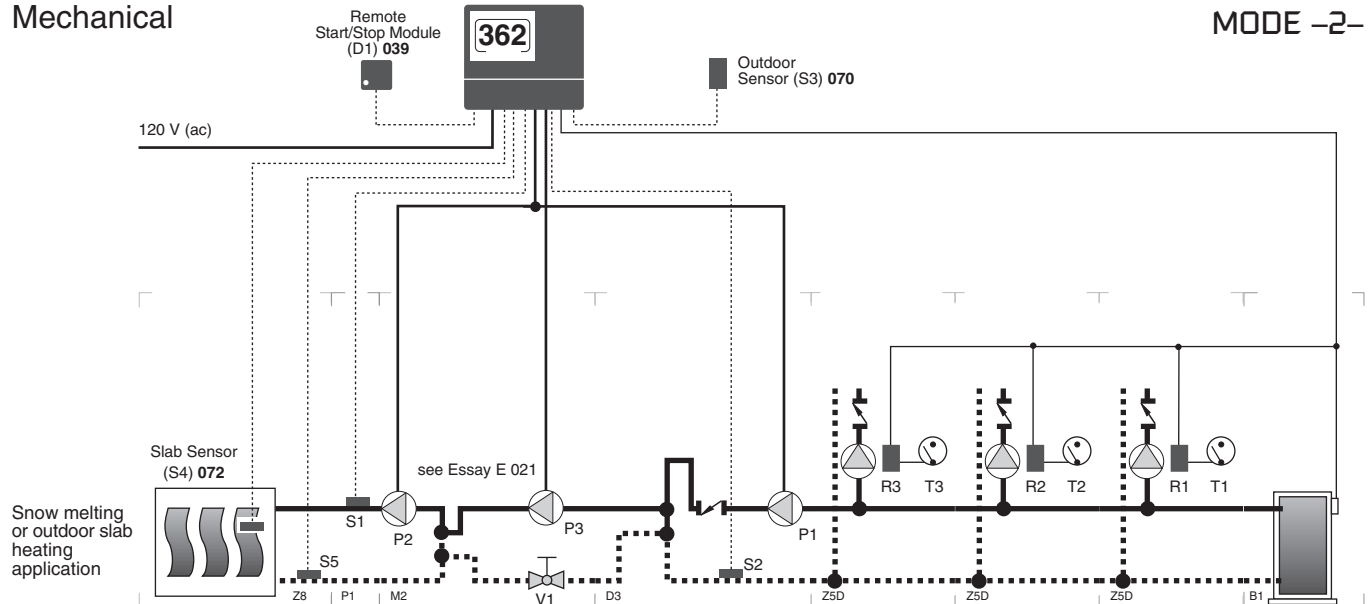 Mechanical
MODE –2–
Remote
Start/Stop Module
(D1) 039
362
Outdoor
Sensor (S3) 070
120 V (ac)
Slab Sensor
(S4) 072
see Essay E 021
Snow melting
or outdoor slab
heating
application
S1
P2
P3
P1
R3
T3
R2
T2
R1
T1
S5
S2
V1
Z8
P1
M2
D3
Z5D
Z5D
Z5D
B1